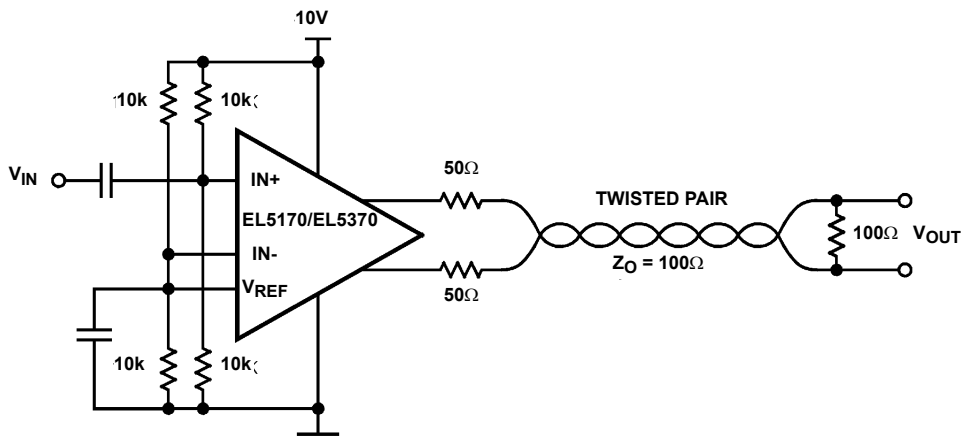 10V
10k
10k
V_IN
IN+
EL5170/EL5370
IN-
V_REF
10k
10k
50Ω
50Ω
TWISTED PAIR
Z_O = 100Ω
100Ω
V_OUT